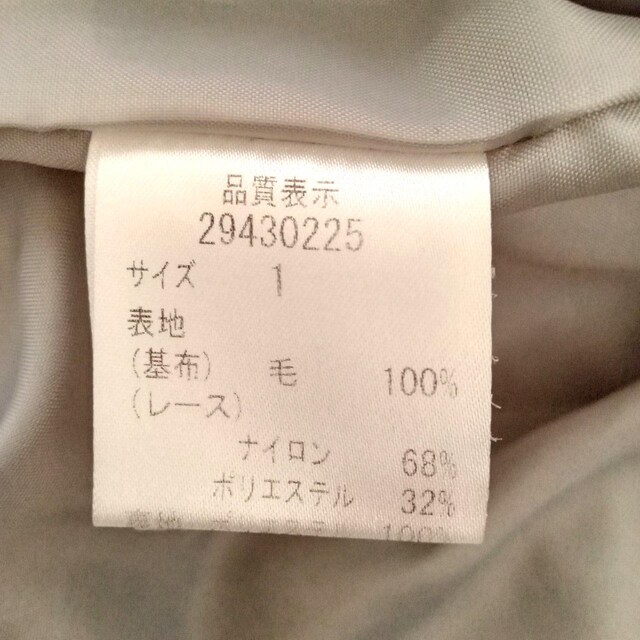 品質表示
29430225
サイズ 1
表地
(基布) 毛 100%
(レース)
ナイロン 68%
ポリエステル 32%